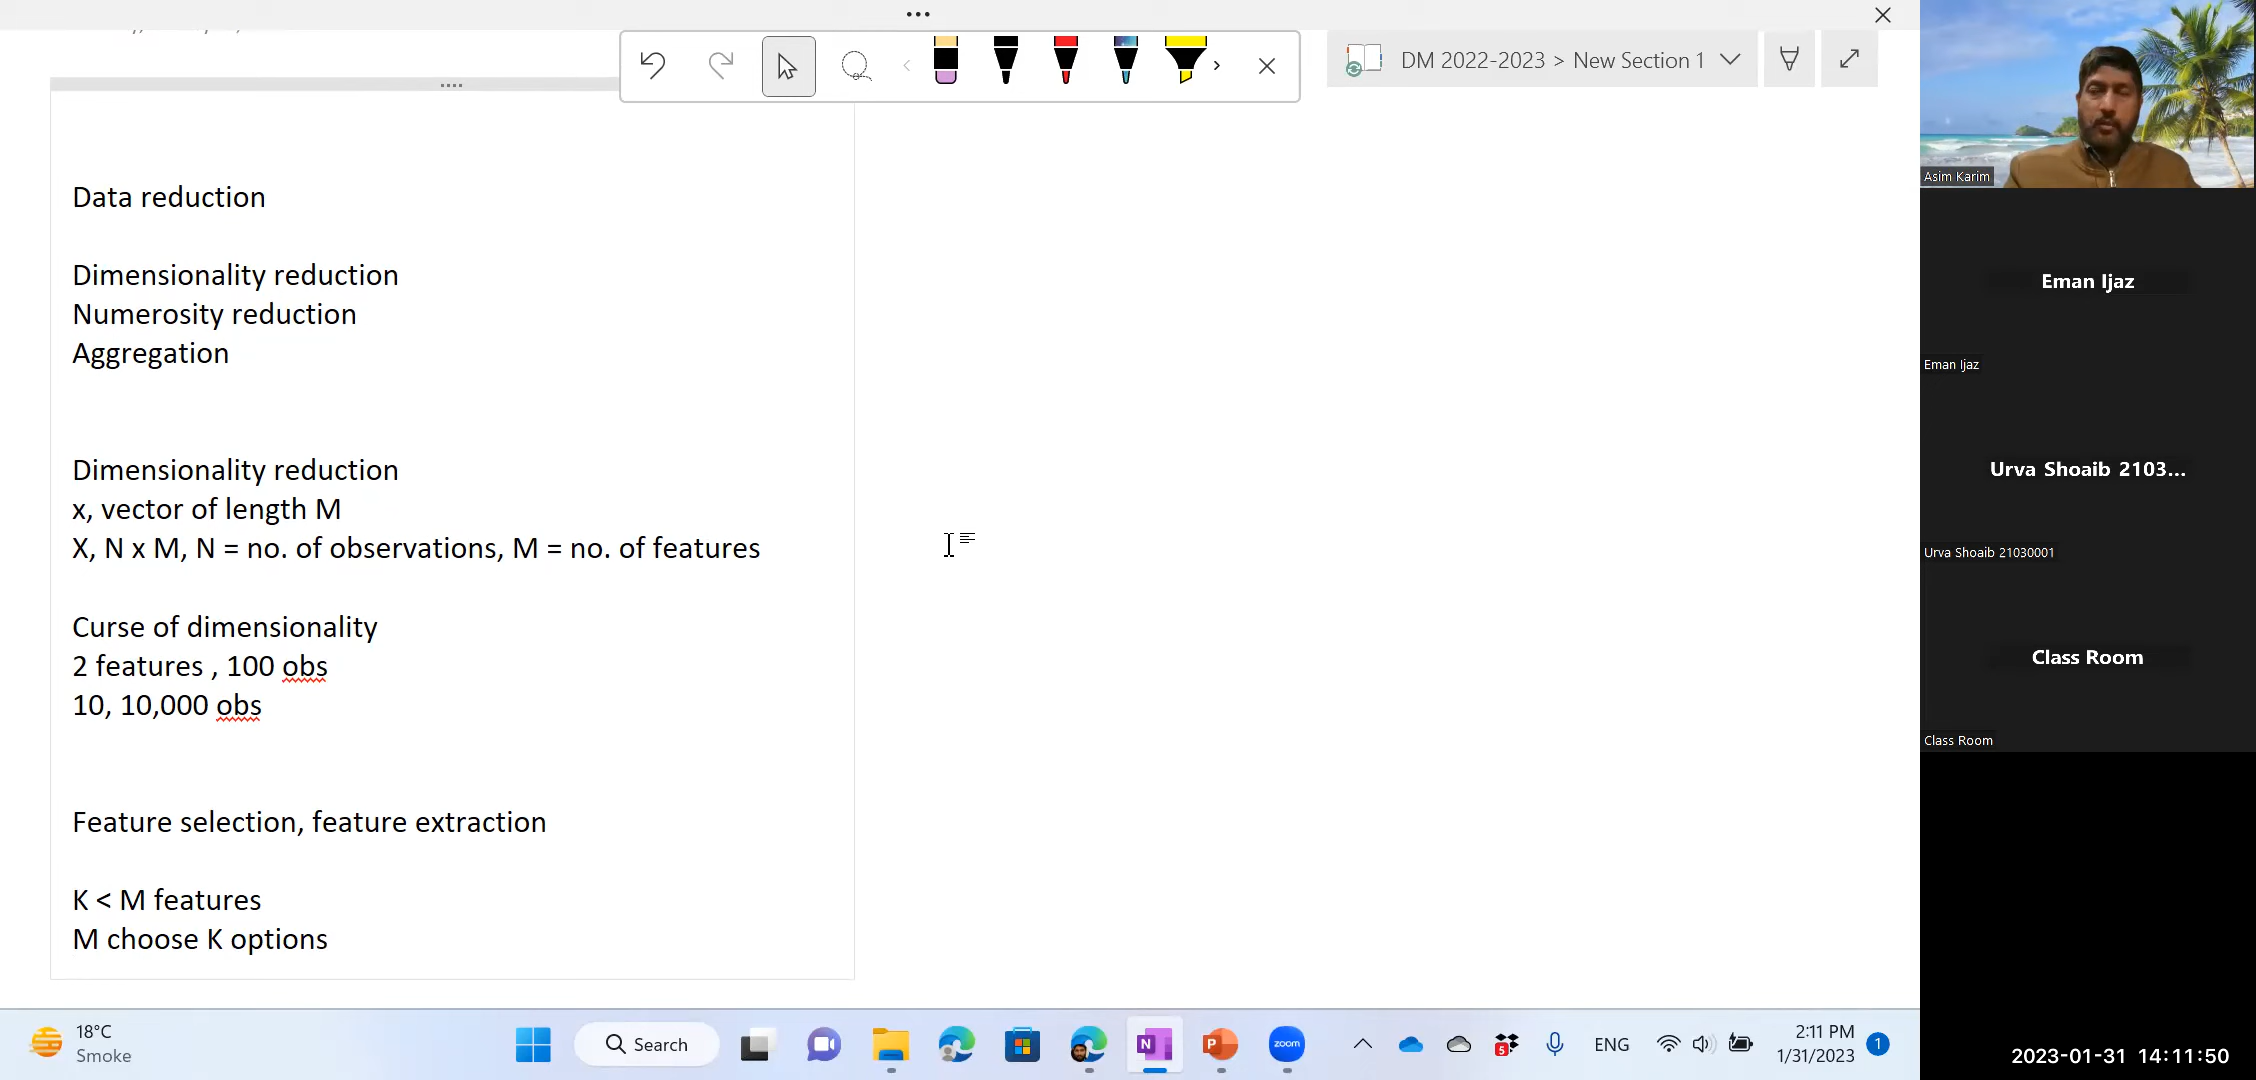 DM 2022-2023 > New Section 1
Data reduction
Dimensionality reduction
Numerosity reduction
Aggregation
Dimensionality reduction
x, vector of length M
X, N x M, N = no. of observations, M = no. of features
Curse of dimensionality
2 features , 100 obs
10, 10,000 obs
Feature selection, feature extraction
K < M features
M choose K options
Asim Karim
Eman Ijaz
Eman Ijaz
Urva Shoaib 2103...
Urva Shoaib 21030001
Class Room
Class Room
18°C
Smoke
Search
N
P
zoom
5
ENG
2:11 PM
1/31/2023
1
2023-01-31 14:11:50